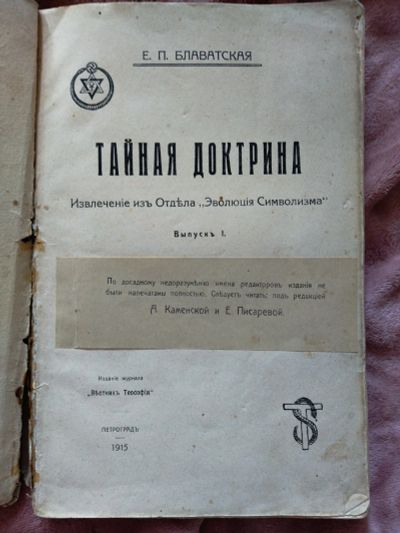 Е. П. БЛАВАТСКАЯ
ТАЙНАЯ ДОКТРИНА
Извлеченіе изъ Отдѣла „Эволюція Символизма"
Выпускъ I.
По досадному недоразумѣнію имена редакторовъ изданія не
были напечатаны полностью. Слѣдуетъ читать: подъ редакціей
А. Каменской и Е. Писаревой.
Изданіе журнала
„Вѣстникъ Теософіи"
ПЕТРОГРАДЪ
1915